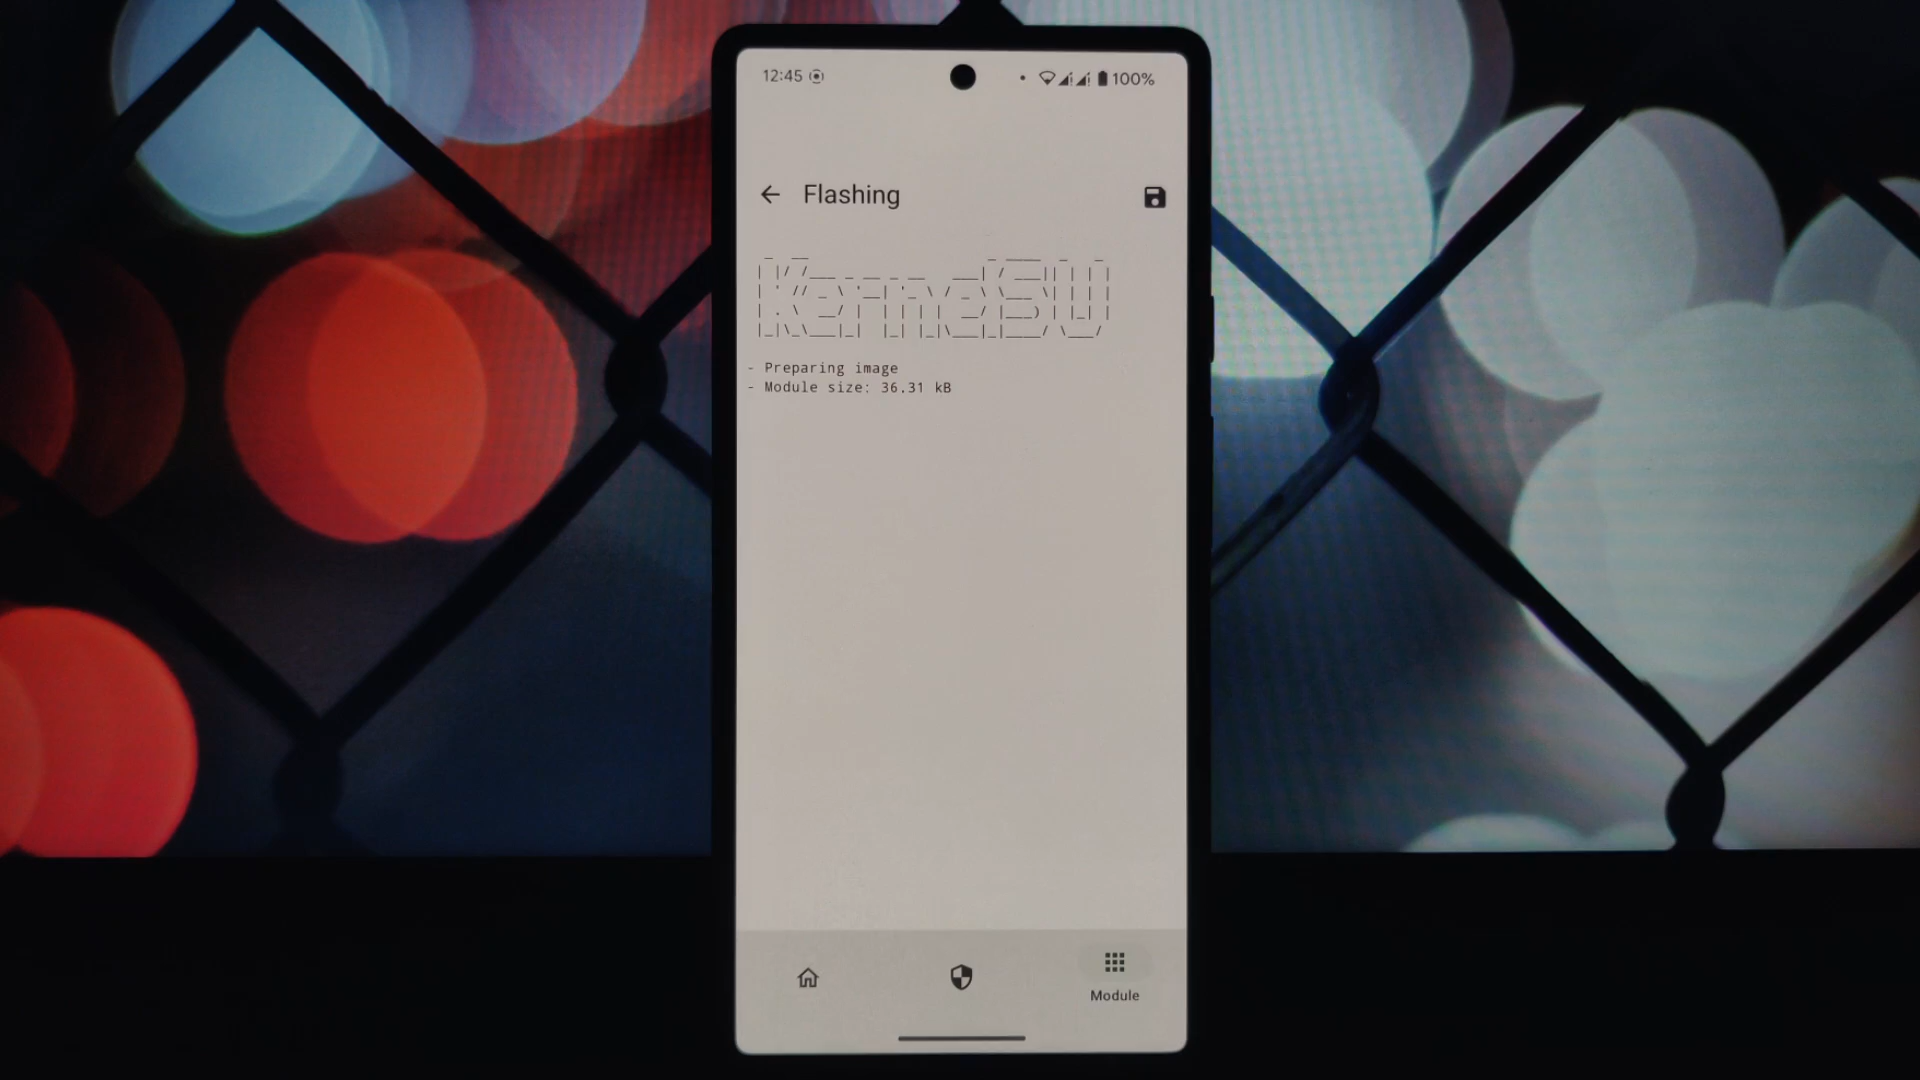 12:45
100%
Flashing
KernelSU
- Preparing image
- Module size: 36.31 kB
Module